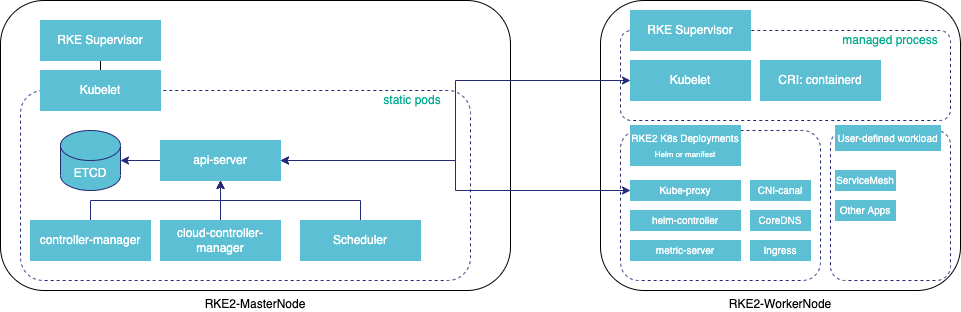 RKE Supervisor
Kubelet
static pods
ETCD
api-server
controller-manager
cloud-controller-
manager
Scheduler
RKE2-MasterNode
RKE Supervisor
managed process
Kubelet
CRI: containerd
RKE2 K8s Deployments
Helm or manifest
Kube-proxy
CNI-canal
helm-controller
CoreDNS
metric-server
Ingress
User-defined workload
ServiceMesh
Other Apps
RKE2-WorkerNode